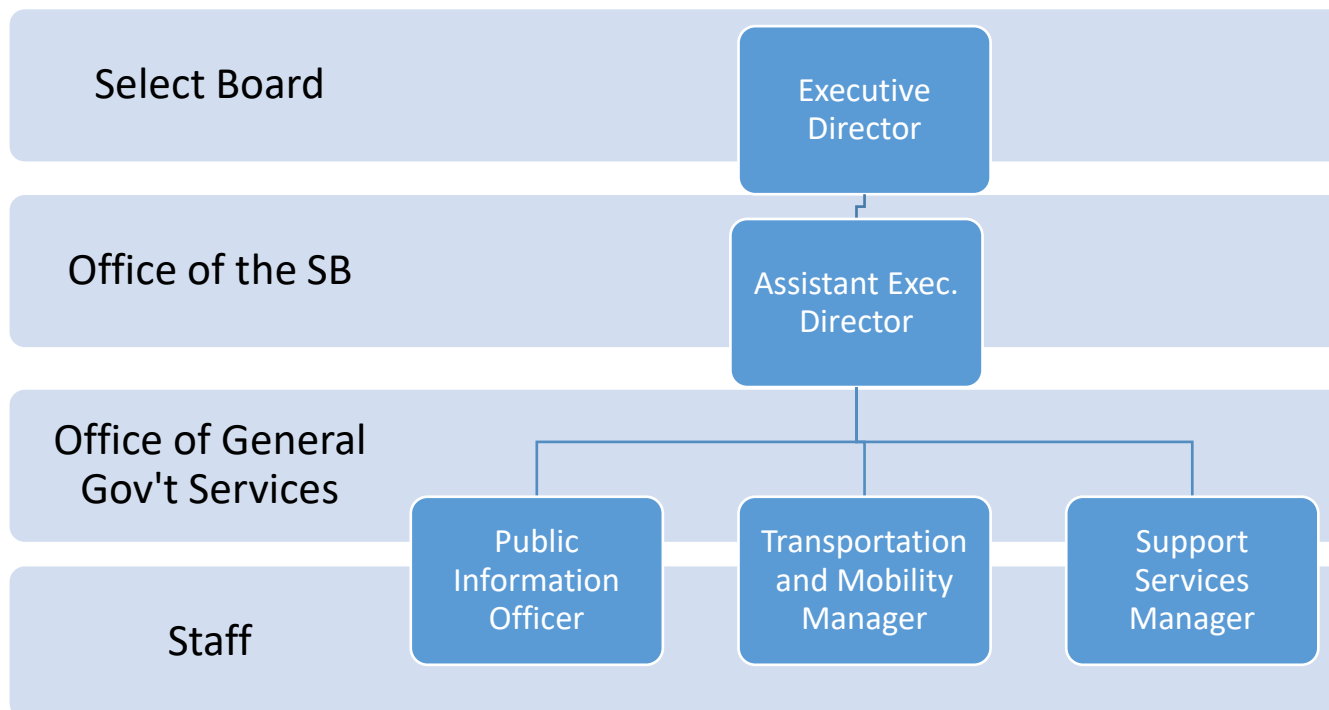 Select Board
Executive
Director
Office of the SB
Assistant Exec.
Director
Office of General
Gov't Services
Public
Information
Officer
Transportation
and Mobility
Manager
Support
Services
Manager
Staff